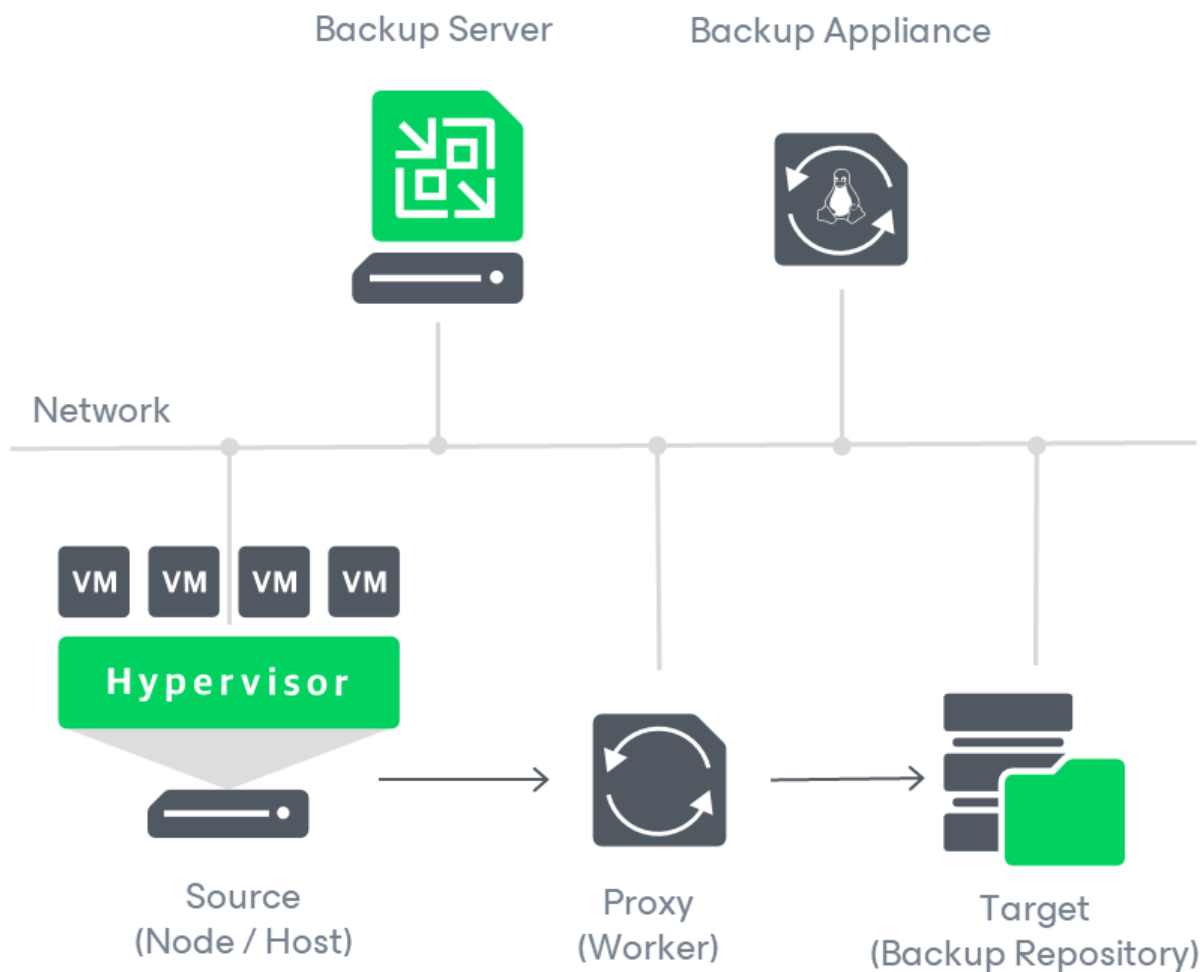 Backup Server
Backup Appliance
Network
VM
VM
VM
VM
Hypervisor
Source
(Node / Host)
Proxy
(Worker)
Target
(Backup Repository)